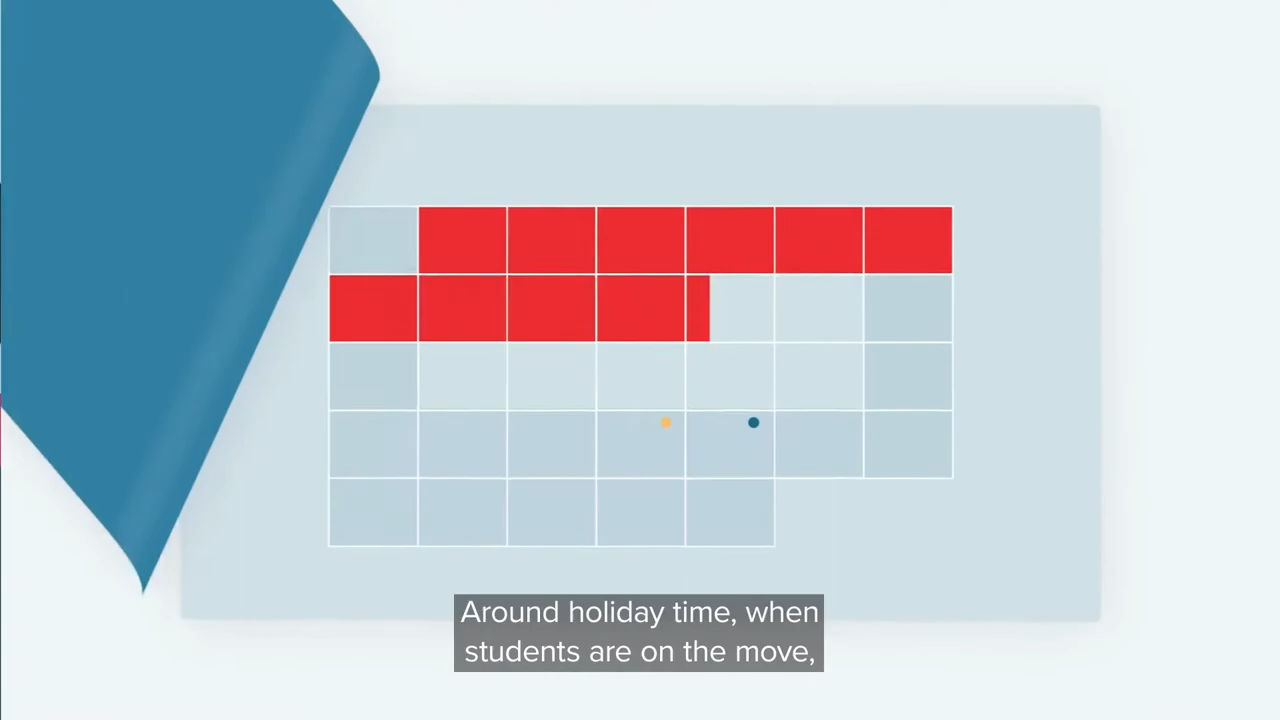 Around holiday time, when
students are on the move,